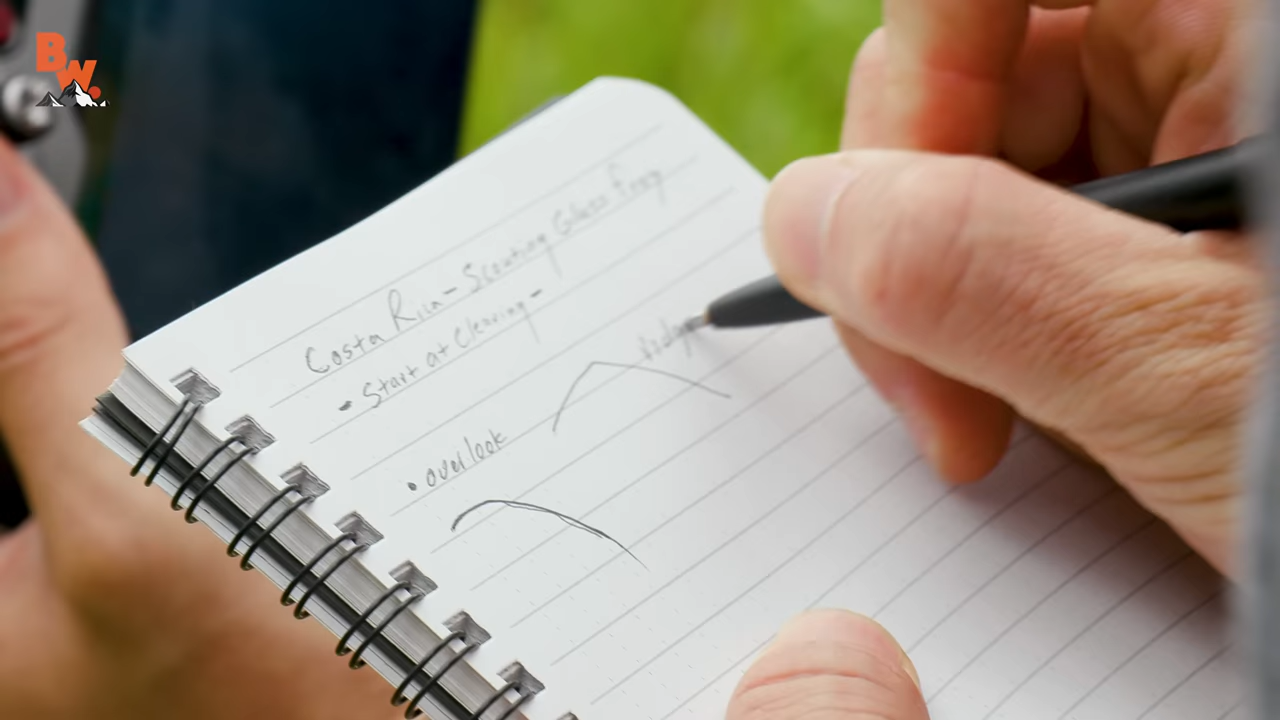 B
W.
Costa Rica - Scouting Glass Frog
• Start at Clearing -
ridge
• overlook